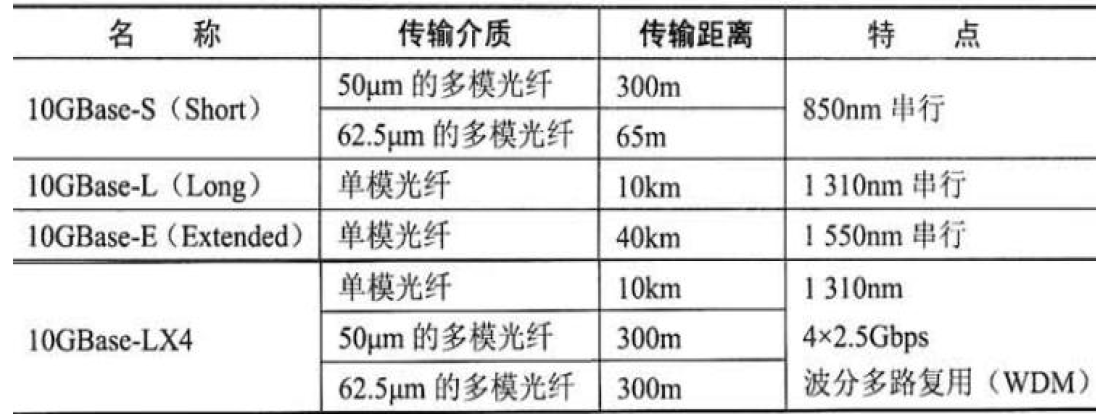 名 称 传输介质 传输距离 特 点
10GBase-S（Short） 50μm 的多模光纤 300m 850nm 串行
62.5μm 的多模光纤 65m
10GBase-L（Long） 单模光纤 10km 1 310nm 串行
10GBase-E（Extended） 单模光纤 40km 1 550nm 串行
10GBase-LX4 单模光纤 10km 1 310nm
50μm 的多模光纤 300m 4×2.5Gbps
62.5μm 的多模光纤 300m 波分多路复用（WDM）